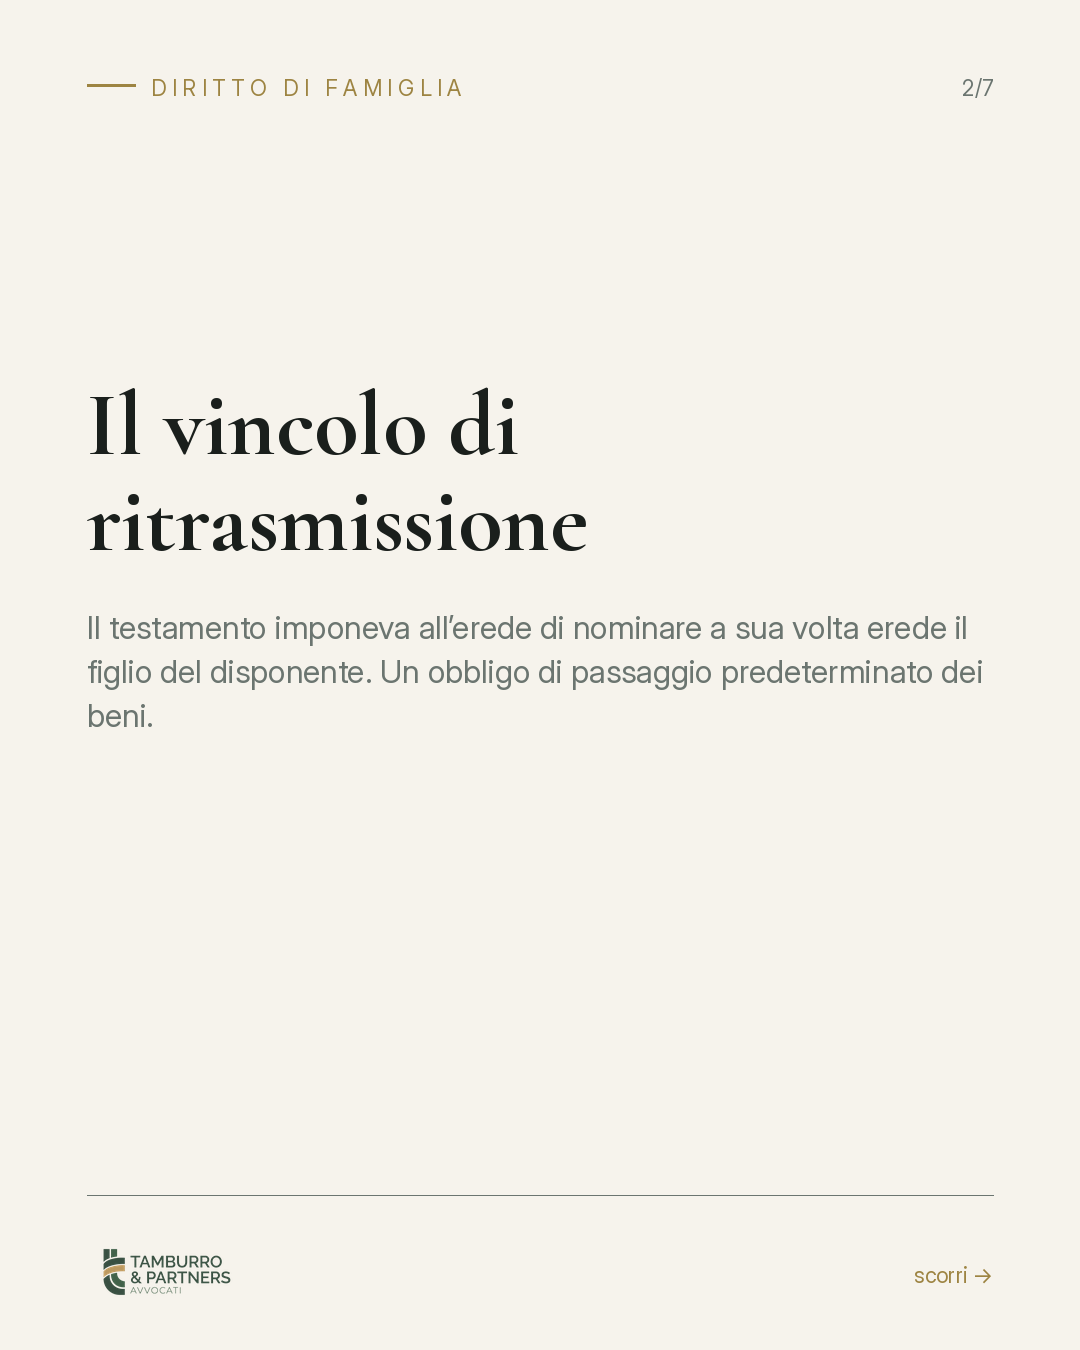 DIRITTO DI FAMIGLIA
2/7
Il vincolo di
ritrasmissione
Il testamento imponeva all’erede di nominare a sua volta erede il
figlio del disponente. Un obbligo di passaggio predeterminato dei
beni.
TAMBURRO
& PARTNERS
AVVOCATI
scorri →